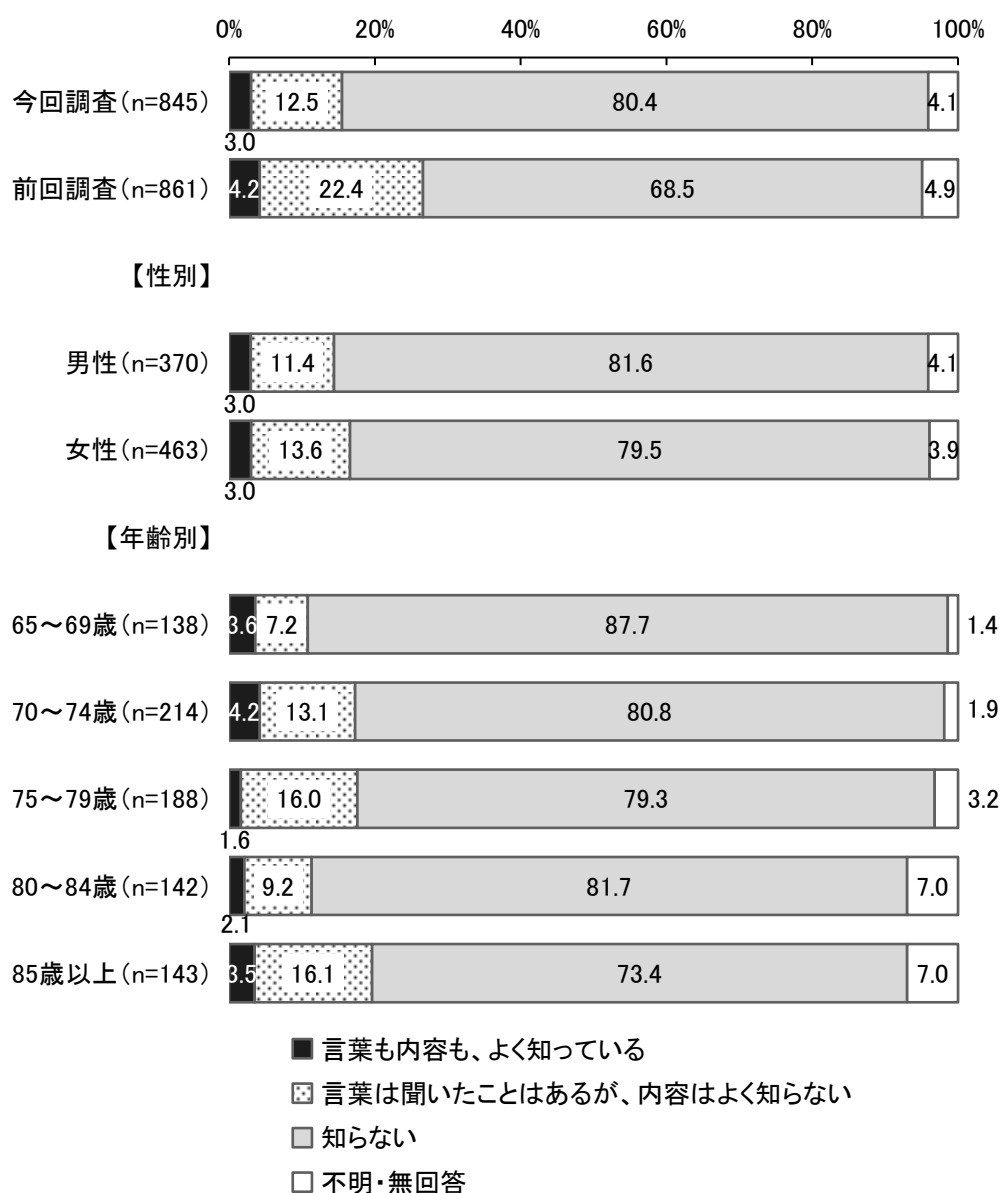 0% 20% 40% 60% 80% 100%
今回調査(n=845) 12.5 80.4 4.1
3.0
前回調査(n=861) 4.2 22.4 68.5 4.9
【性別】
男性(n=370) 11.4 81.6 4.1
3.0
女性(n=463) 13.6 79.5 3.9
3.0
【年齢別】
65～69歳(n=138) 3.6 7.2 87.7 1.4
70～74歳(n=214) 4.2 13.1 80.8 1.9
75～79歳(n=188) 16.0 79.3 3.2
1.6
80～84歳(n=142) 9.2 81.7 7.0
2.1
85歳以上(n=143) 3.5 16.1 73.4 7.0
言葉も内容も、よく知っている
言葉は聞いたことはあるが、内容はよく知らない
知らない
不明・無回答